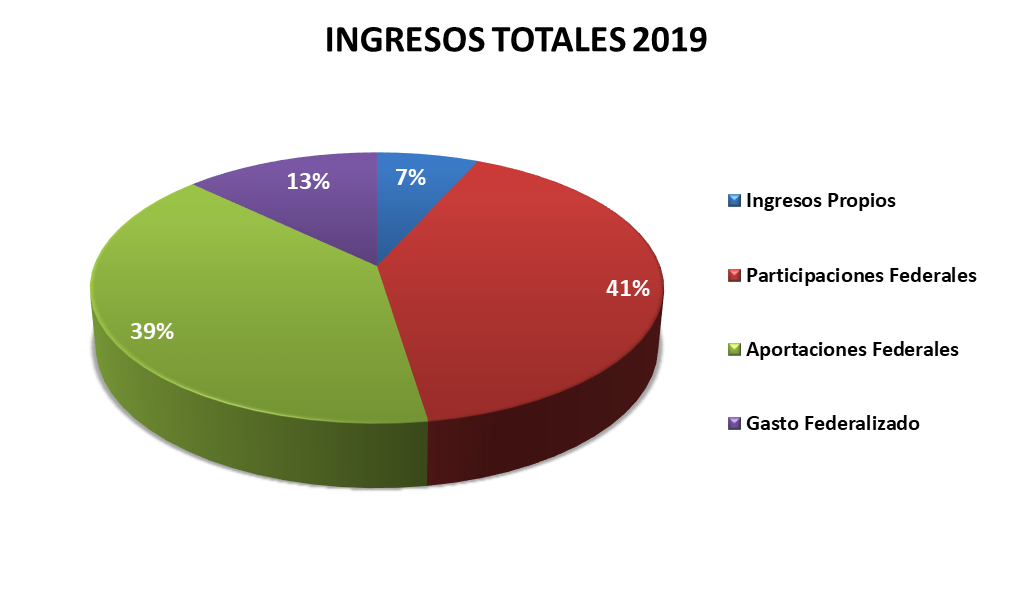 INGRESOS TOTALES 2019
13%
7%
41%
39%
Ingresos Propios
Participaciones Federales
Aportaciones Federales
Gasto Federalizado